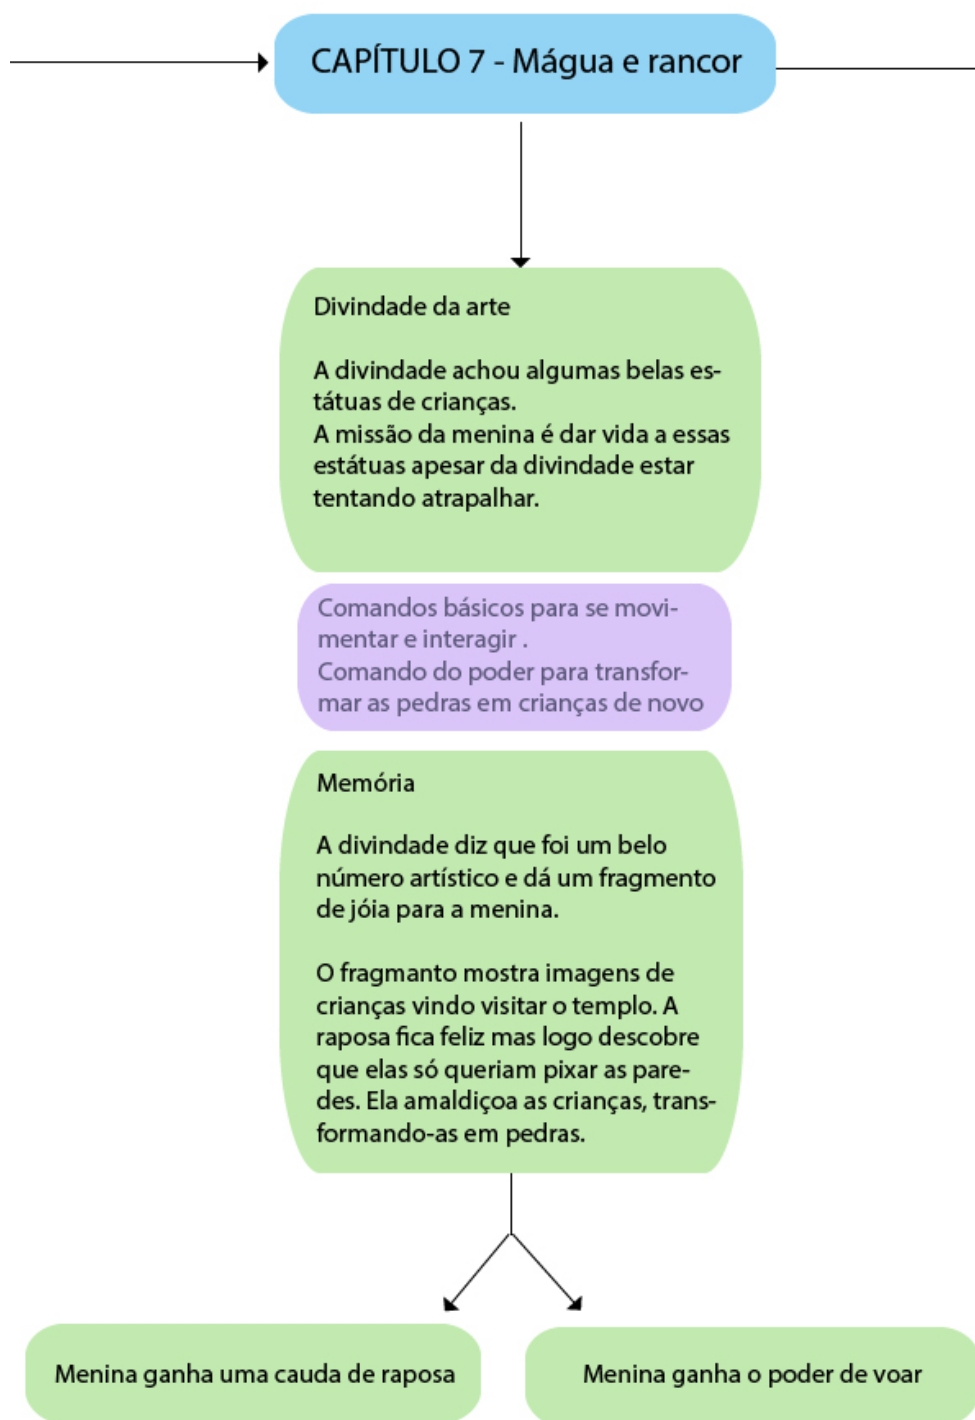 CAPÍTULO 7 - Mágua e rancor
Divindade da arte
A divindade achou algumas belas es-
tátuas de crianças.
A missão da menina é dar vida a essas
estátuas apesar da divindade estar
tentando atrapalhar.
Comandos básicos para se movi-
mentar e interagir .
Comando do poder para transfor-
mar as pedras em crianças de novo
Memória
A divindade diz que foi um belo
número artístico e dá um fragmento
de jóia para a menina.
O fragmanto mostra imagens de
crianças vindo visitar o templo. A
raposa fica feliz mas logo descobre
que elas só queriam pixar as pare-
des. Ela amaldiçoa as crianças, trans-
formando-as em pedras.
Menina ganha uma cauda de raposa
Menina ganha o poder de voar